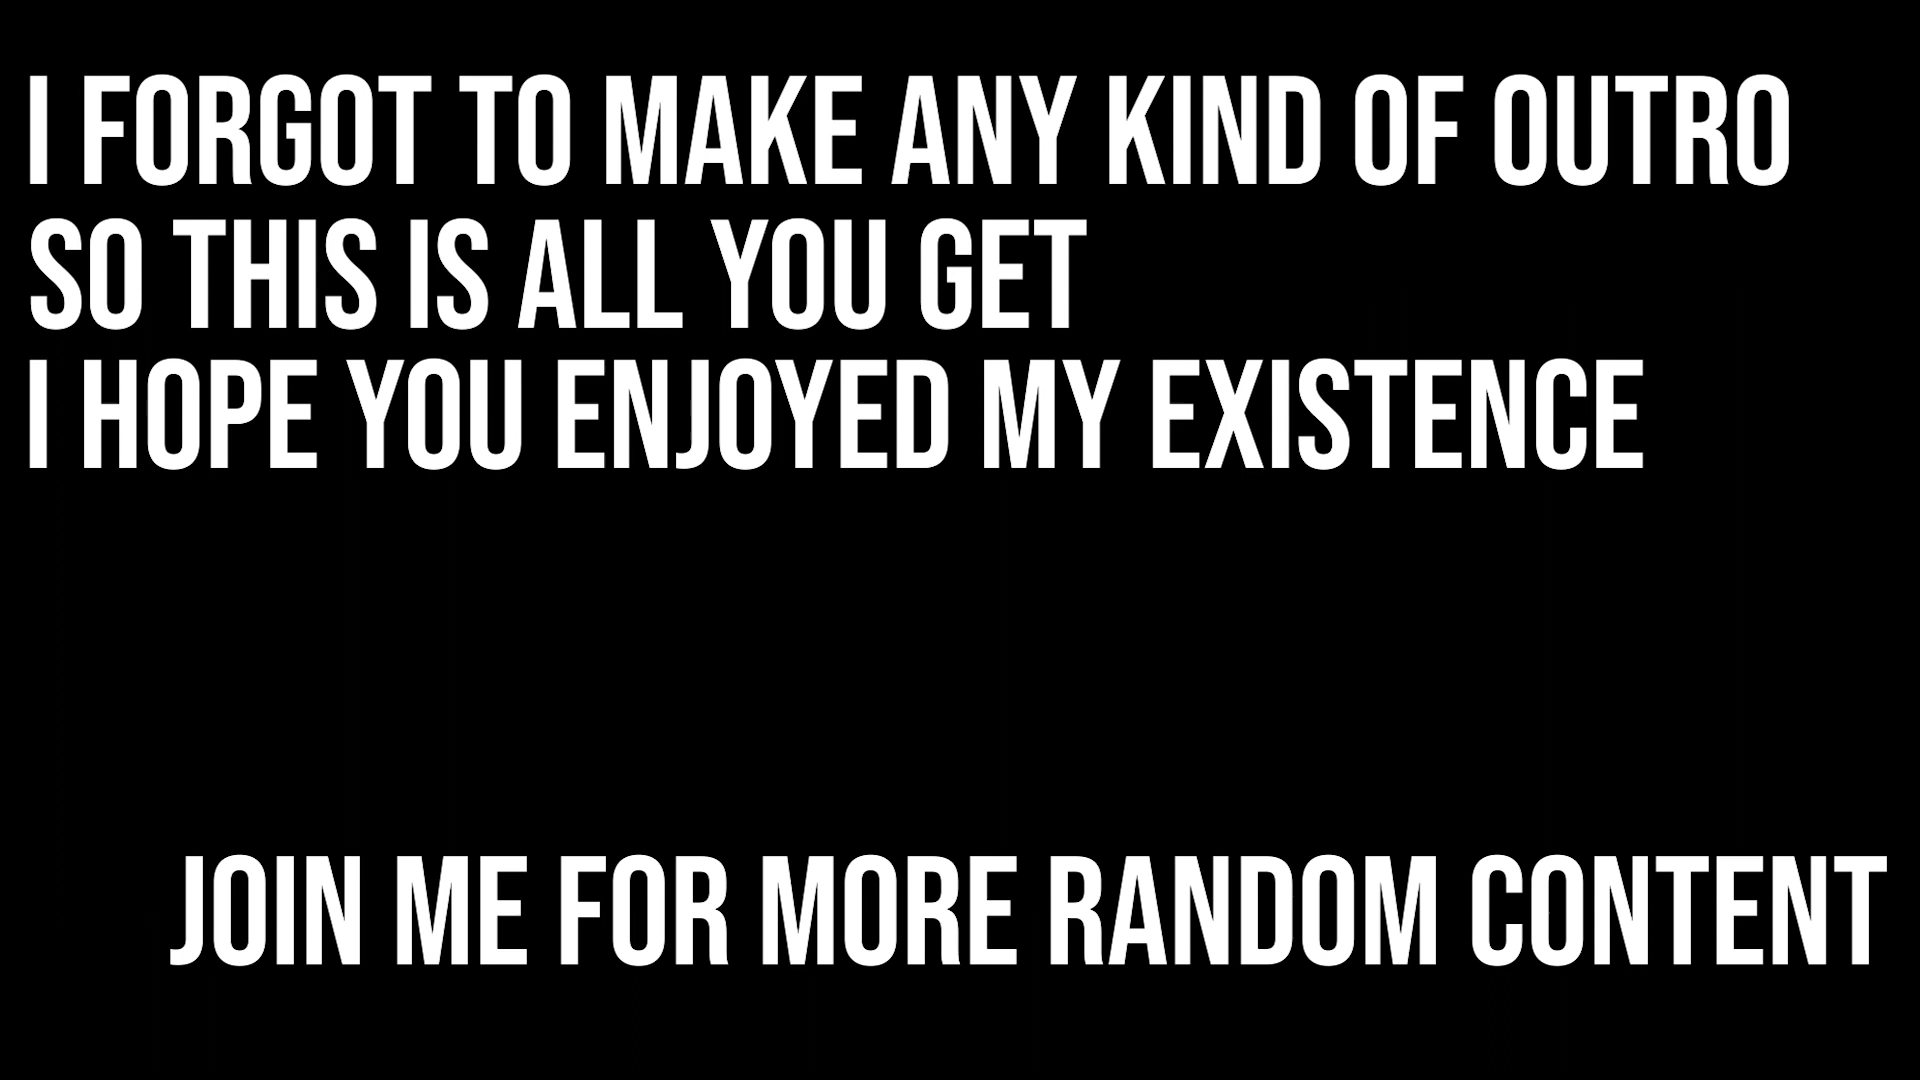 I FORGOT TO MAKE ANY KIND OF OUTRO
SO THIS IS ALL YOU GET
I HOPE YOU ENJOYED MY EXISTENCE
JOIN ME FOR MORE RANDOM CONTENT